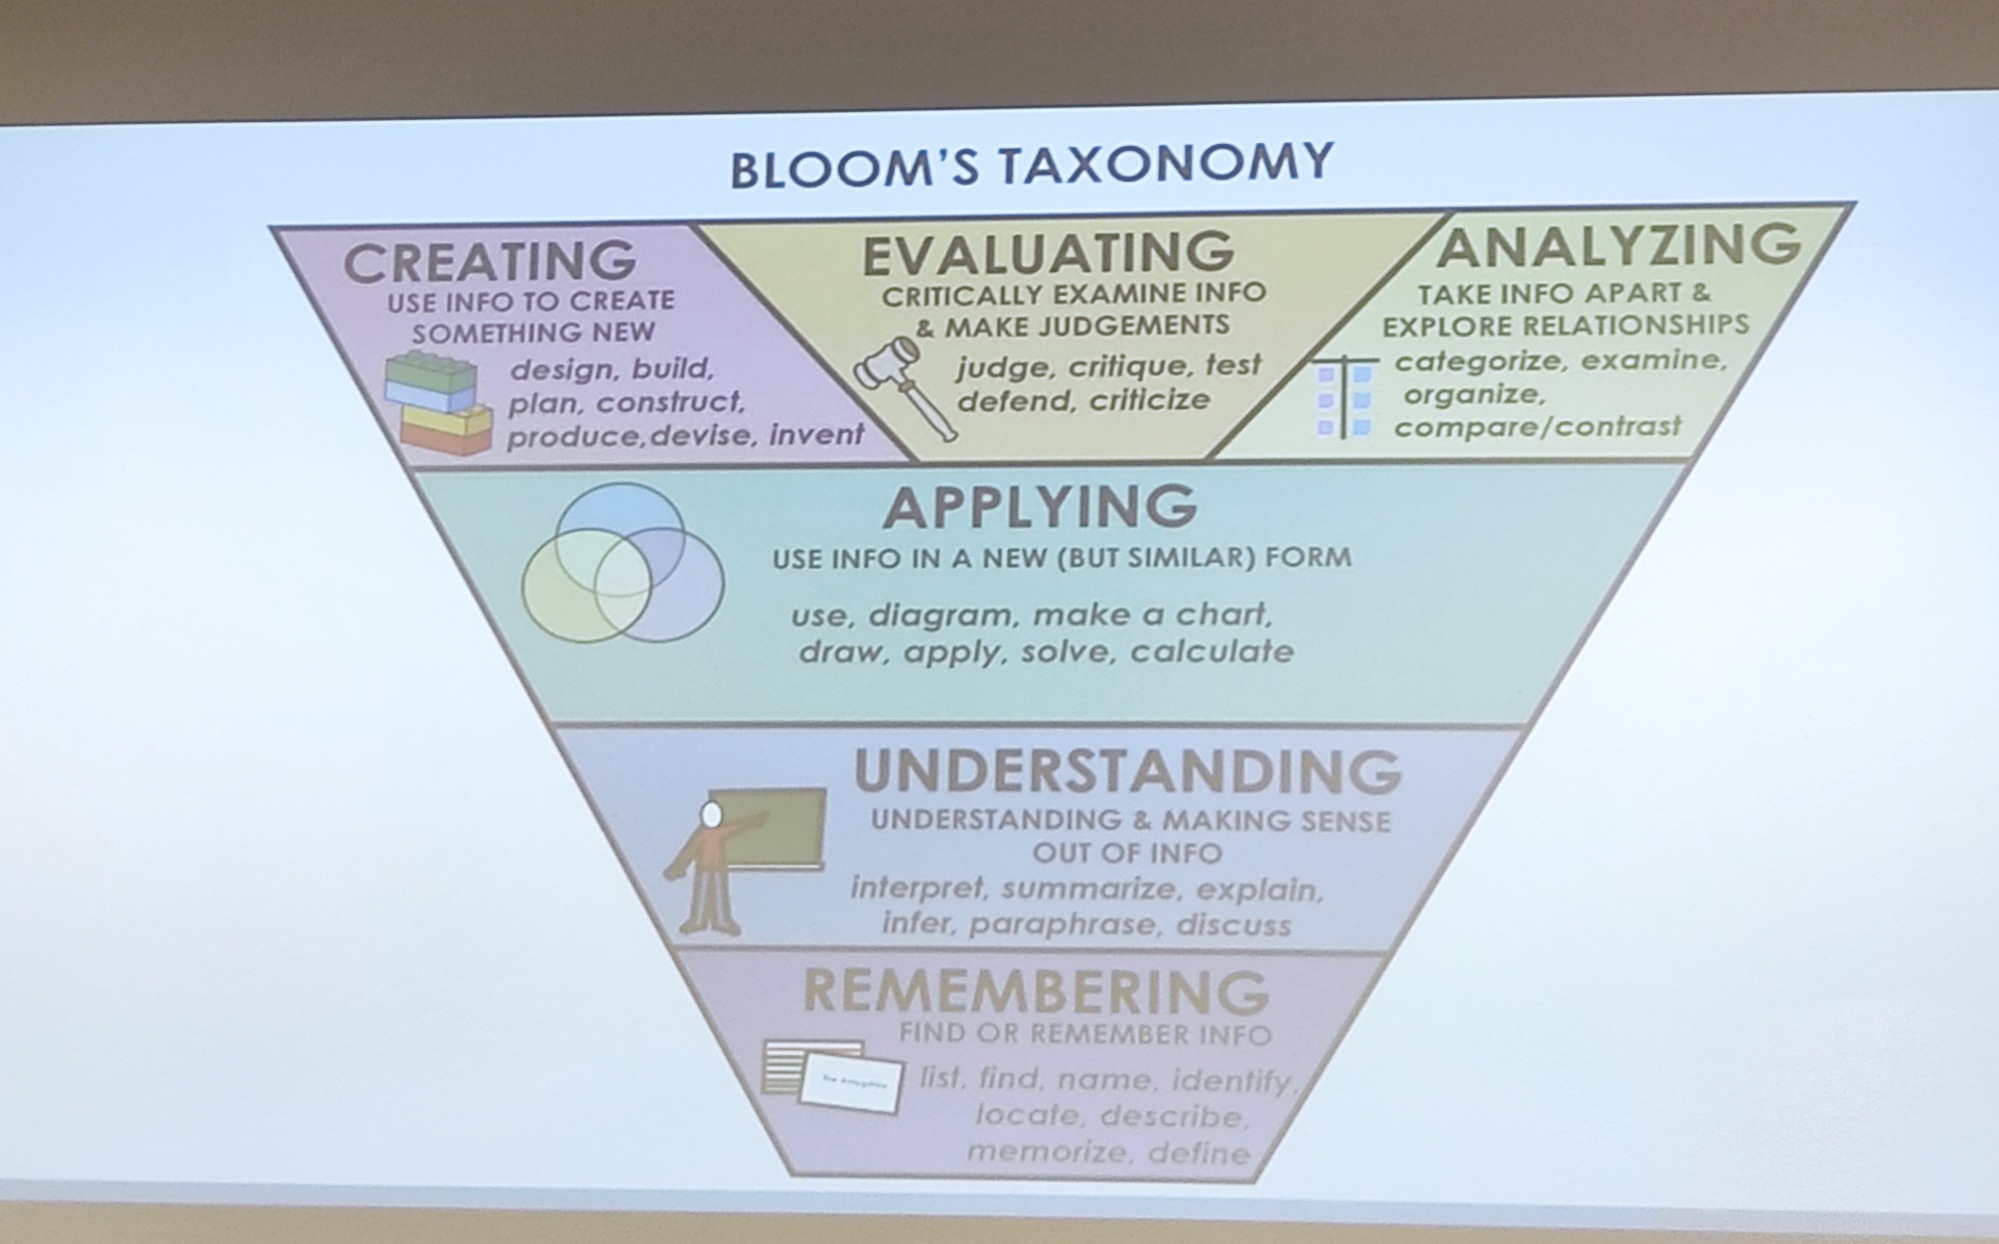 BLOOM'S TAXONOMY
CREATING
USE INFO TO CREATE
SOMETHING NEW
design, build,
plan, construct,
produce,devise, invent
EVALUATING
CRITICALLY EXAMINE INFO
& MAKE JUDGEMENTS
judge, critique, test
defend, criticize
ANALYZING
TAKE INFO APART &
EXPLORE RELATIONSHIPS
categorize, examine,
organize,
compare/contrast
APPLYING
USE INFO IN A NEW (BUT SIMILAR) FORM
use, diagram, make a chart,
draw, apply, solve, calculate
UNDERSTANDING
UNDERSTANDING & MAKING SENSE
OUT OF INFO
interpret, summarize, explain,
infer, paraphrase, discuss
REMEMBERING
FIND OR REMEMBER INFO
list, find, name, identify,
locate, describe,
memorize, define